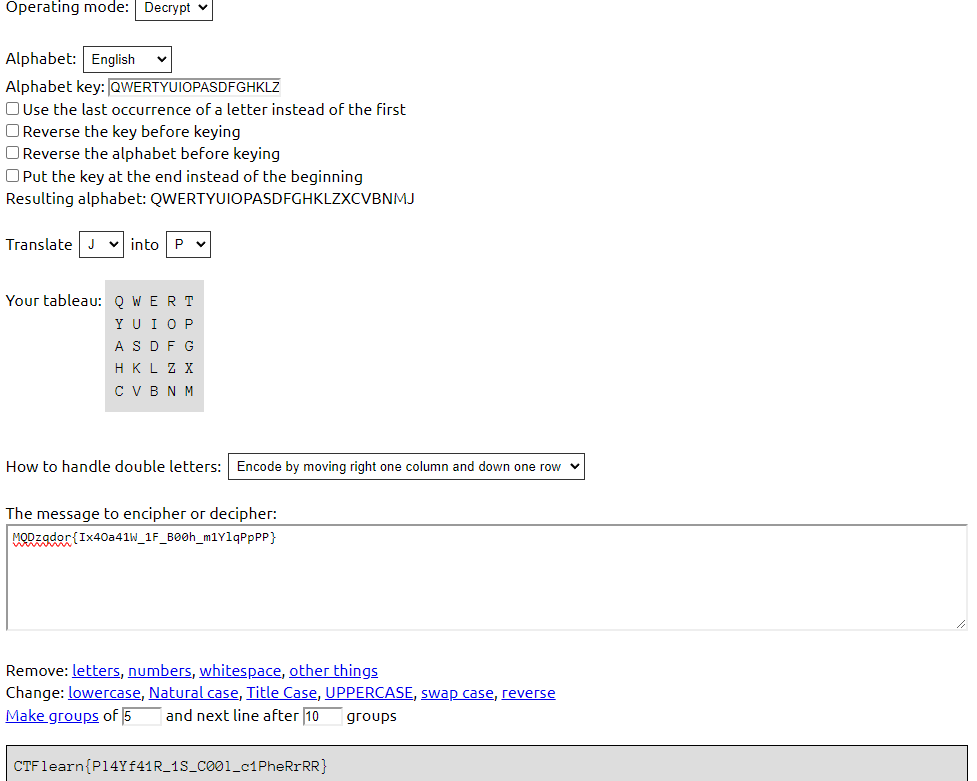 Operating mode: Decrypt
Alphabet: English
Alphabet key: QWERTYUIOPASDFGHKLZ
Use the last occurrence of a letter instead of the first
Reverse the key before keying
Reverse the alphabet before keying
Put the key at the end instead of the beginning
Resulting alphabet: QWERTYUIOPASDFGHKLZXCVBNMJ
Translate J into P
Your tableau: Q W E R T
Y U I O P
A S D F G
H K L Z X
C V B N M
How to handle double letters: Encode by moving right one column and down one row
The message to encipher or decipher:
MQDzqdor{Ix4Oa41W_1F_B00h_m1YlqPpPP}
Remove: letters, numbers, whitespace, other things
Change: lowercase, Natural case, Title Case, UPPERCASE, swap case, reverse
Make groups of 5 and next line after 10 groups
CTFlearn{Pl4Yf41R_1S_C00l_c1PheRrRR}